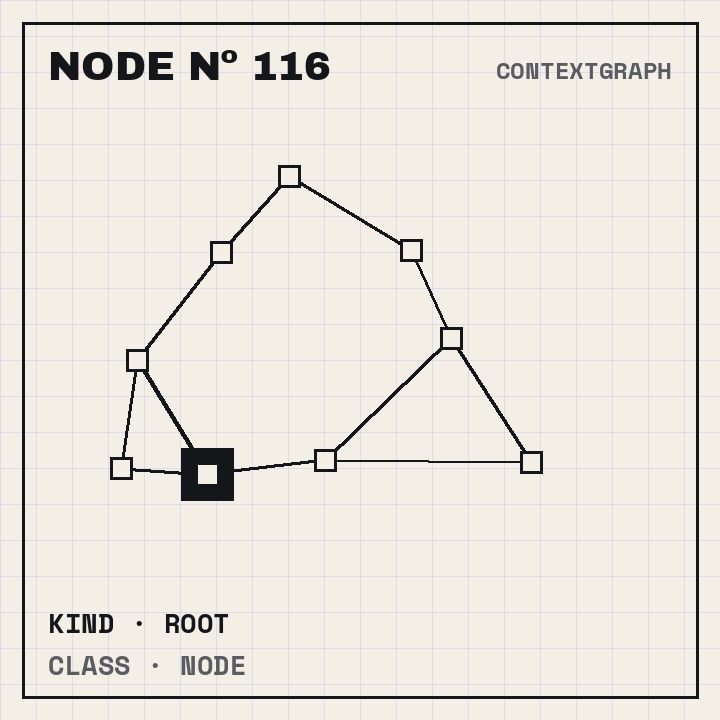 NODE Nº 116
CONTEXTGRAPH
KIND · ROOT
CLASS · NODE